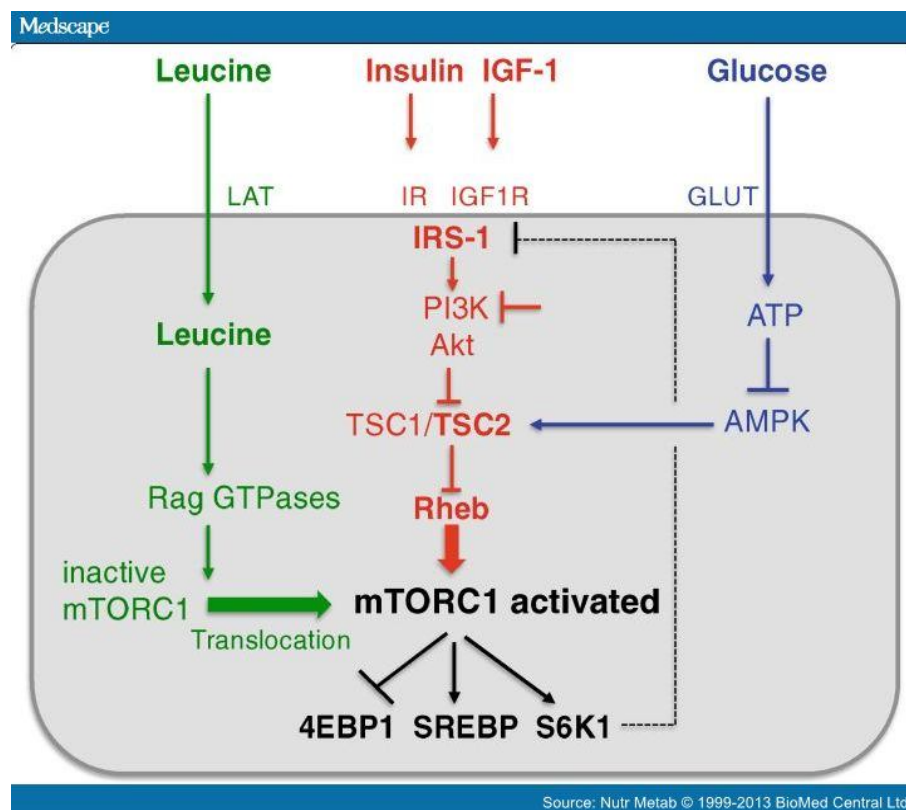 Medscape
Leucine
Insulin IGF-1
Glucose
LAT
IR IGF1R
GLUT
IRS-1
PI3K
ATP
Leucine
Akt
TSC1/TSC2
AMPK
Rag GTPases
Rheb
inactive
mTORC1
mTORC1 activated
Translocation
4EBP1 SREBP S6K1
Source: Nutr Metab © 1999-2013 BioMed Central Ltd